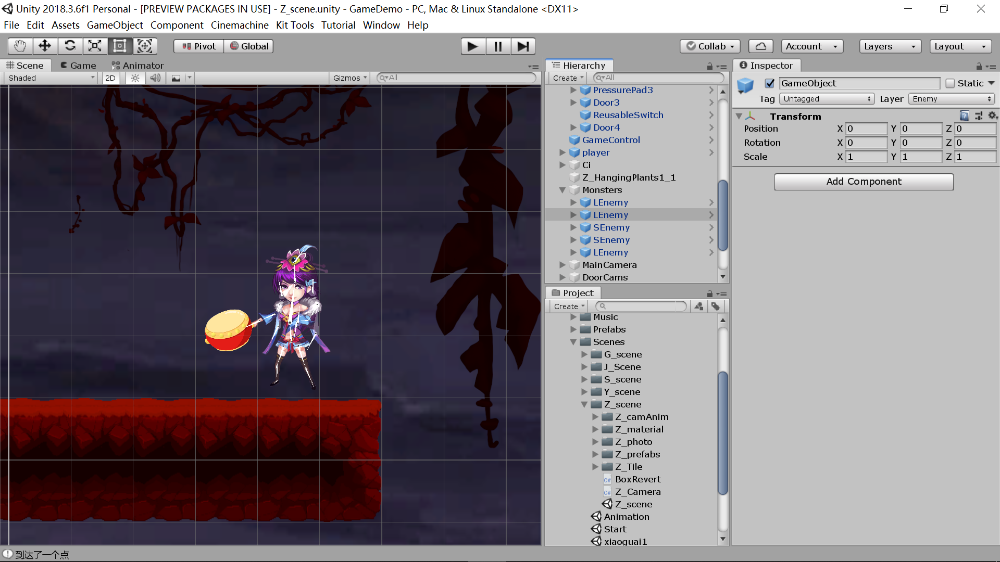 Unity 2018.3.6f1 Personal - [PREVIEW PACKAGES IN USE] - Z_scene.unity - GameDemo - PC, Mac & Linux Standalone <DX11>
File Edit Assets GameObject Component Cinemachine Kit Tools Tutorial Window Help
Pivot Global Collab Account Layers Layout
Scene Game Animator
Shaded 2D Gizmos All
Hierarchy
Create All
PressurePad3
Door3
ReusableSwitch
Door4
GameControl
player
Ci
Z_HangingPlants1_1
Monsters
LEnemy
LEnemy
SEnemy
SEnemy
LEnemy
MainCamera
DoorCams
Project
Create
Music
Prefabs
Scenes
G_scene
J_Scene
S_scene
Y_scene
Z_scene
Z_camAnim
Z_material
Z_photo
Z_prefabs
Z_Tile
C# BoxRevert
C# Z_Camera
Z_scene
Animation
Start
xiaoguai1
Inspector
GameObject Static
Tag Untagged Layer Enemy
Transform
Position X 0 Y 0 Z 0
Rotation X 0 Y 0 Z 0
Scale X 1 Y 1 Z 1
Add Component
到达了一个点